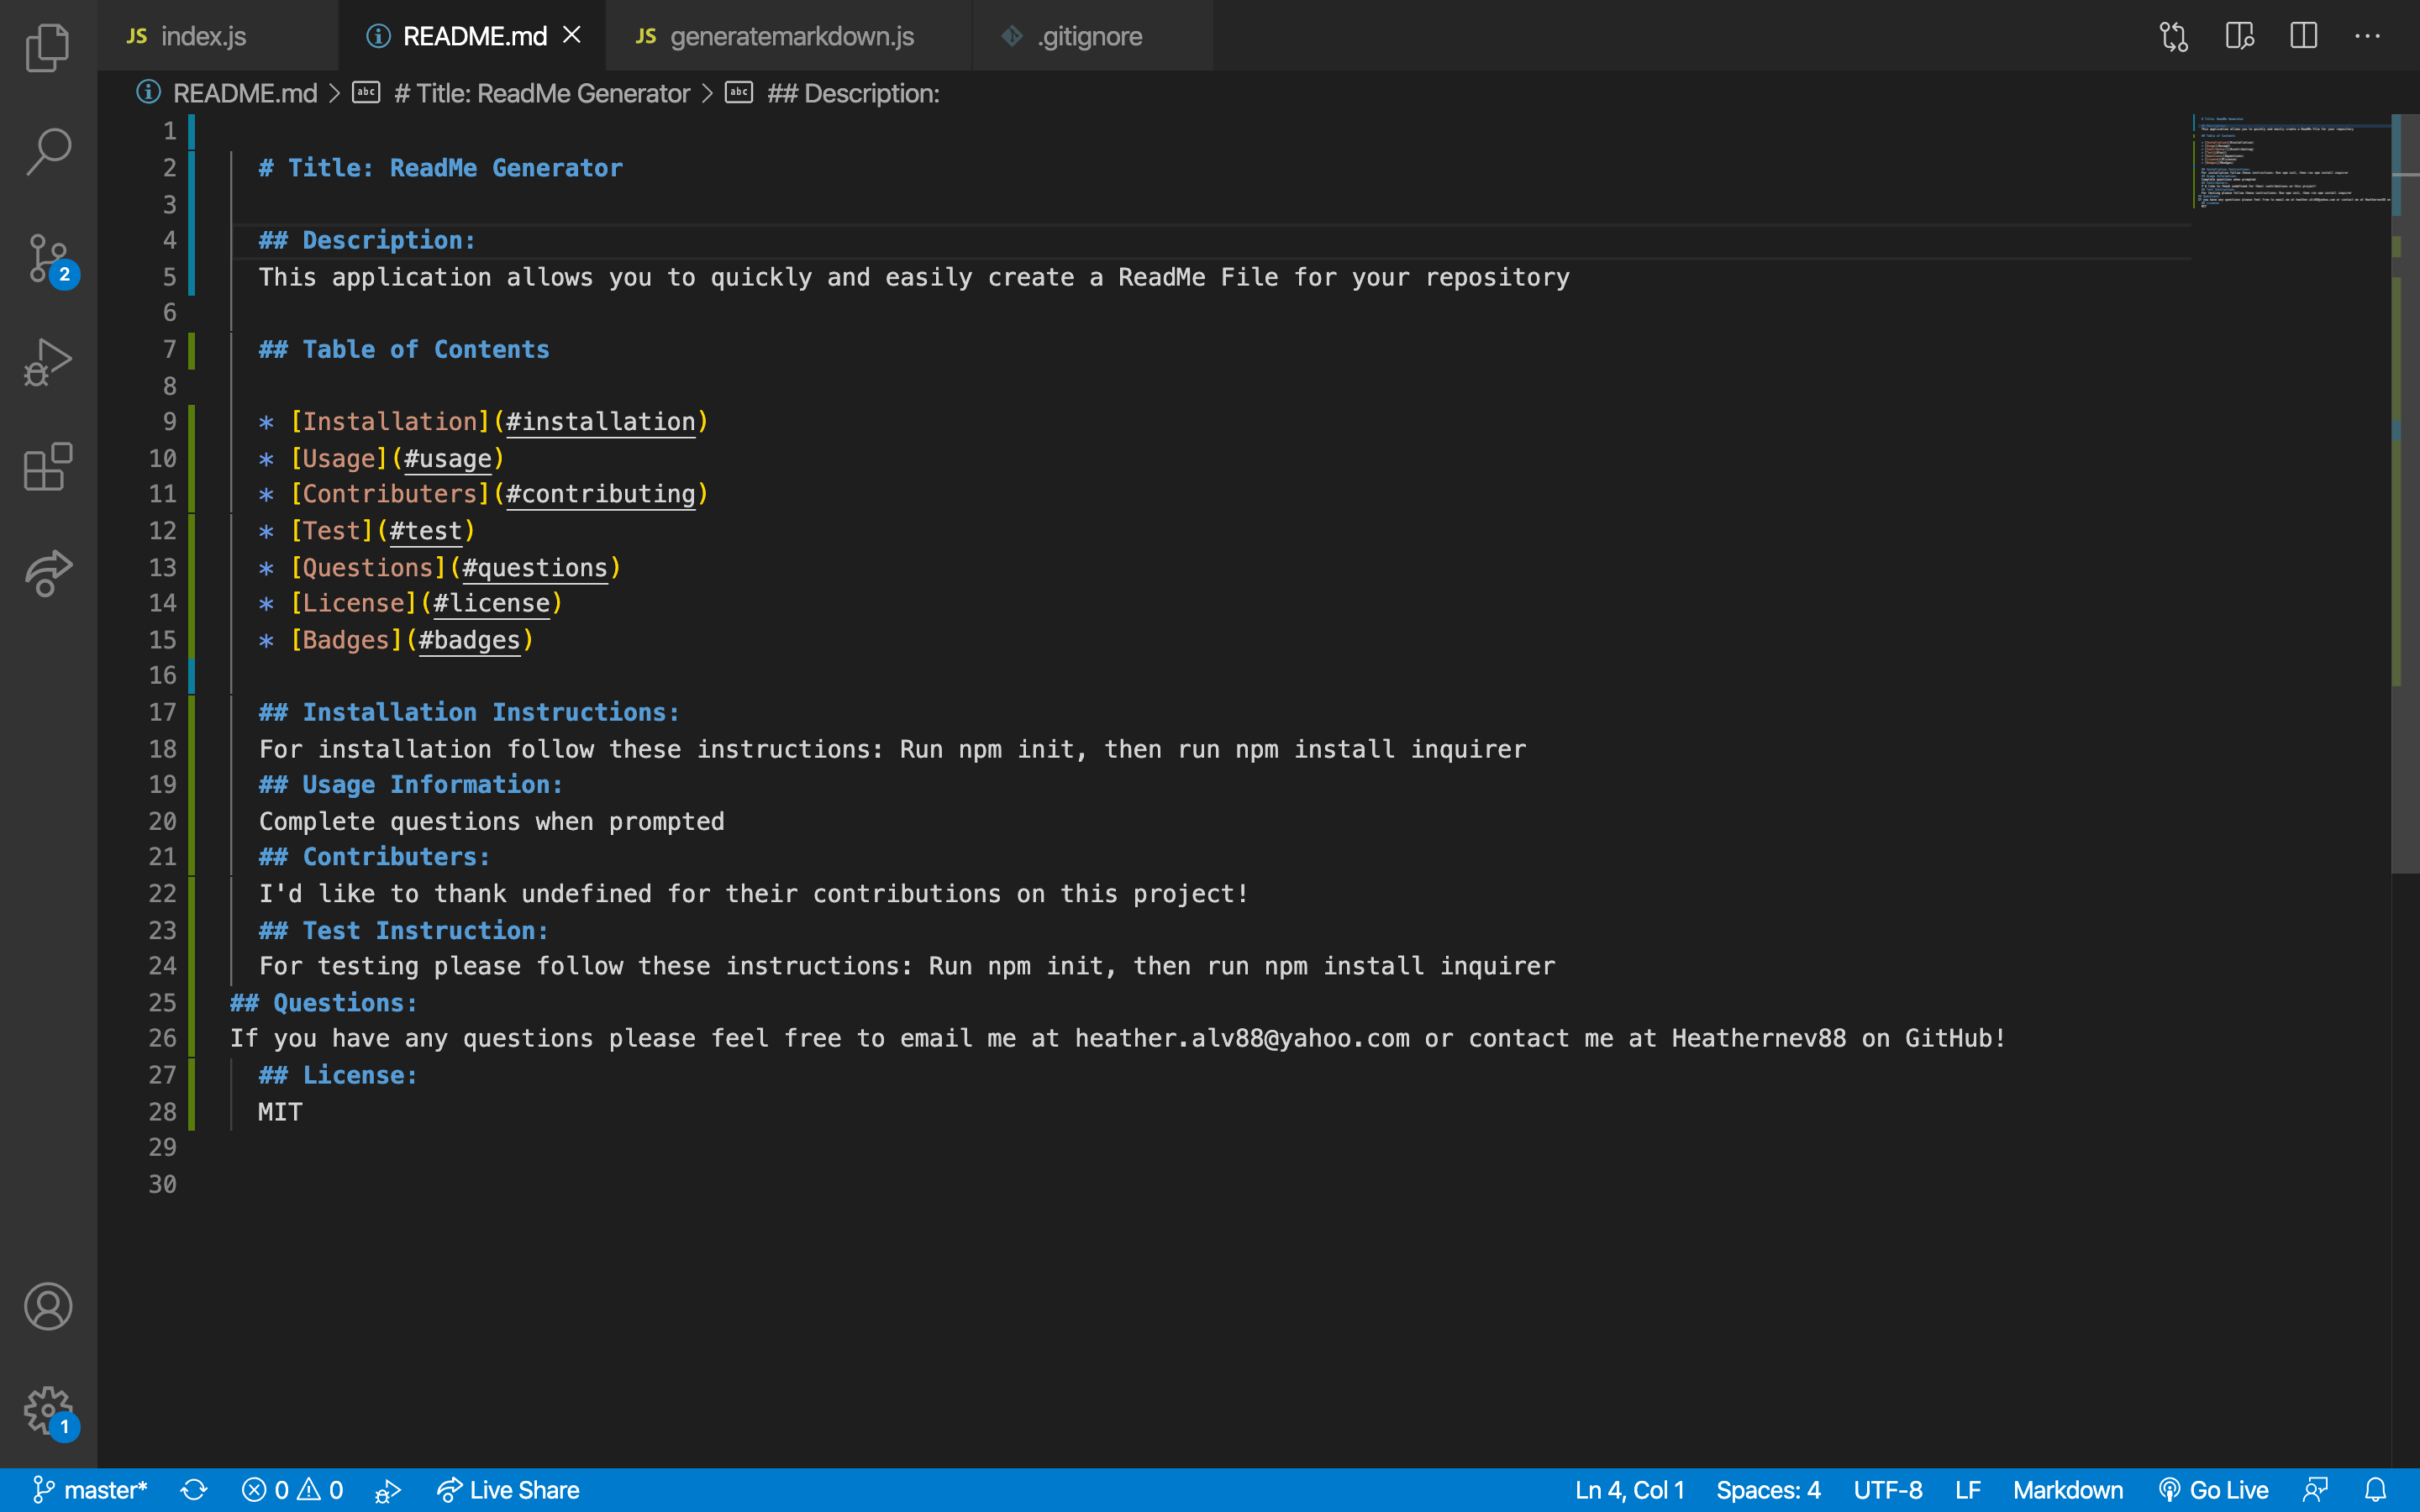 JS index.js README.md JS generatemarkdown.js .gitignore
README.md > # Title: ReadMe Generator > ## Description:
1
2 # Title: ReadMe Generator
3
4 ## Description:
5 This application allows you to quickly and easily create a ReadMe File for your repository
6
7 ## Table of Contents
8
9 * [Installation](#installation)
10 * [Usage](#usage)
11 * [Contributers](#contributing)
12 * [Test](#test)
13 * [Questions](#questions)
14 * [License](#license)
15 * [Badges](#badges)
16
17 ## Installation Instructions:
18 For installation follow these instructions: Run npm init, then run npm install inquirer
19 ## Usage Information:
20 Complete questions when prompted
21 ## Contributers:
22 I'd like to thank undefined for their contributions on this project!
23 ## Test Instruction:
24 For testing please follow these instructions: Run npm init, then run npm install inquirer
25 ## Questions:
26 If you have any questions please feel free to email me at heather.alv88@yahoo.com or contact me at Heathernev88 on GitHub!
27 ## License:
28 MIT
29
30
2
1
master* 0 0 Live Share Ln 4, Col 1 Spaces: 4 UTF-8 LF Markdown Go Live